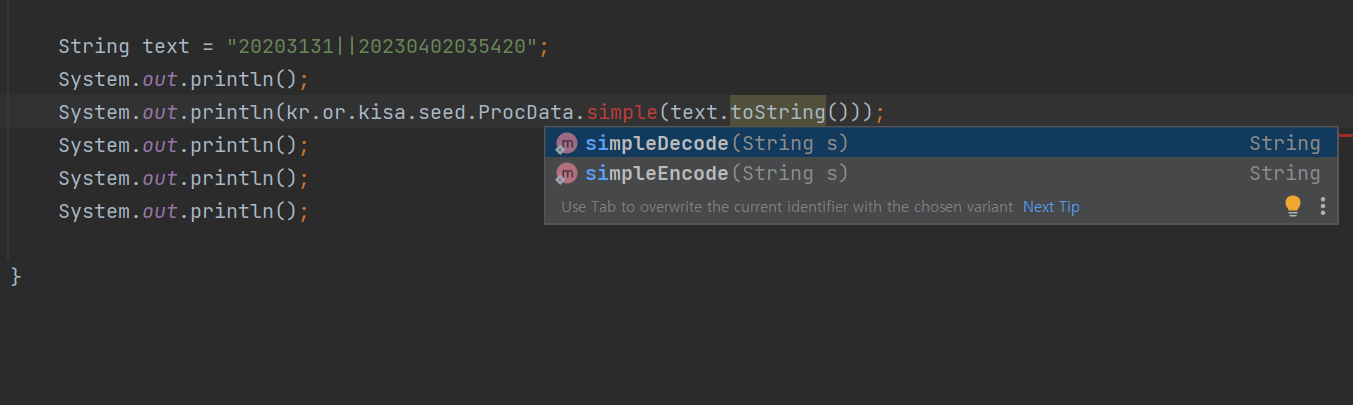 String text = "20203131||20230402035420";
System.out.println();
System.out.println(kr.or.kisa.seed.ProcData.simple(text.toString()));
m simpleDecode(String s) String
System.out.println();
m simpleEncode(String s) String
System.out.println();
Use Tab to overwrite the current identifier with the chosen variant Next Tip
System.out.println();
}